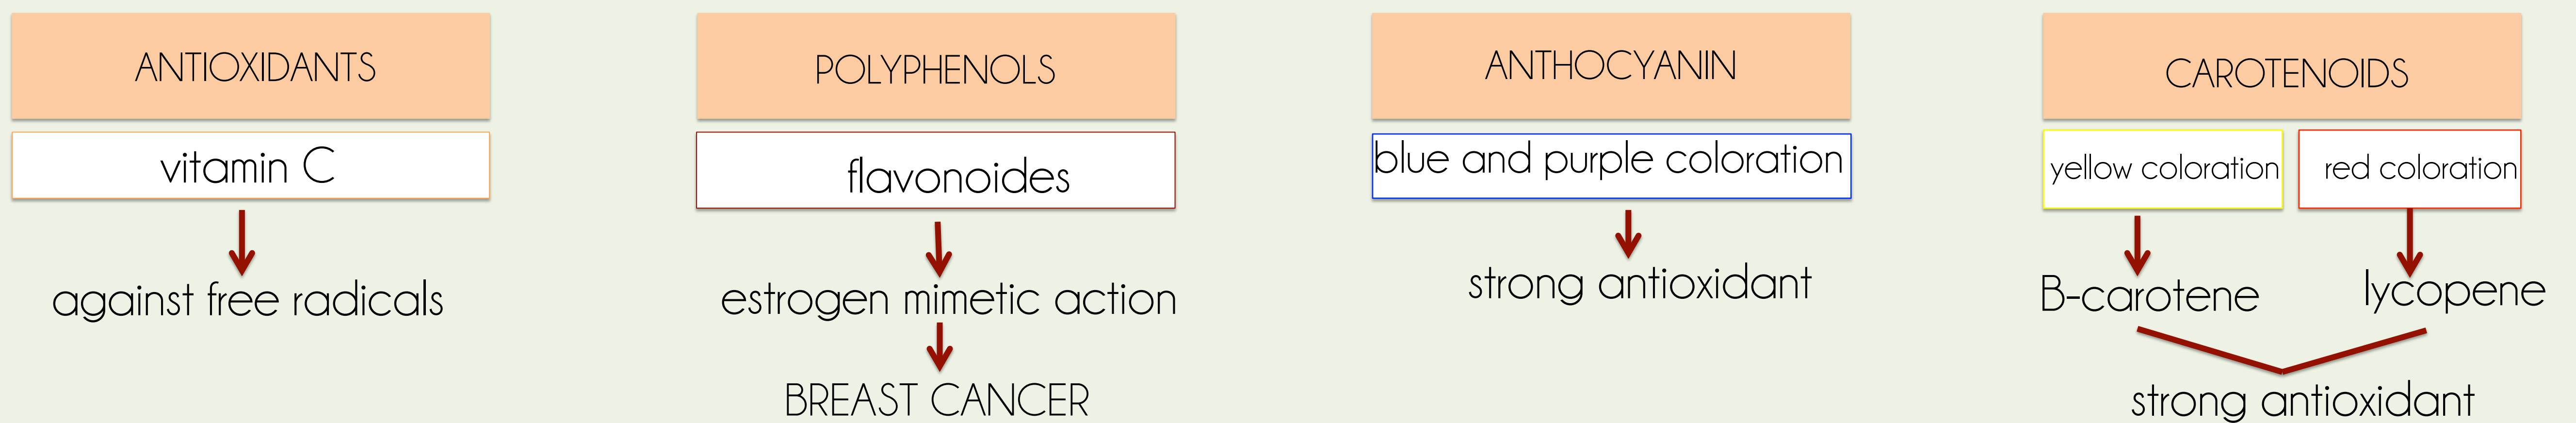 ANTIOXIDANTS
vitamin C
against free radicals
POLYPHENOLS
flavonoides
estrogen mimetic action
BREAST CANCER
ANTHOCYANIN
blue and purple coloration
strong antioxidant
CAROTENOIDS
yellow coloration
red coloration
B-carotene
lycopene
strong antioxidant